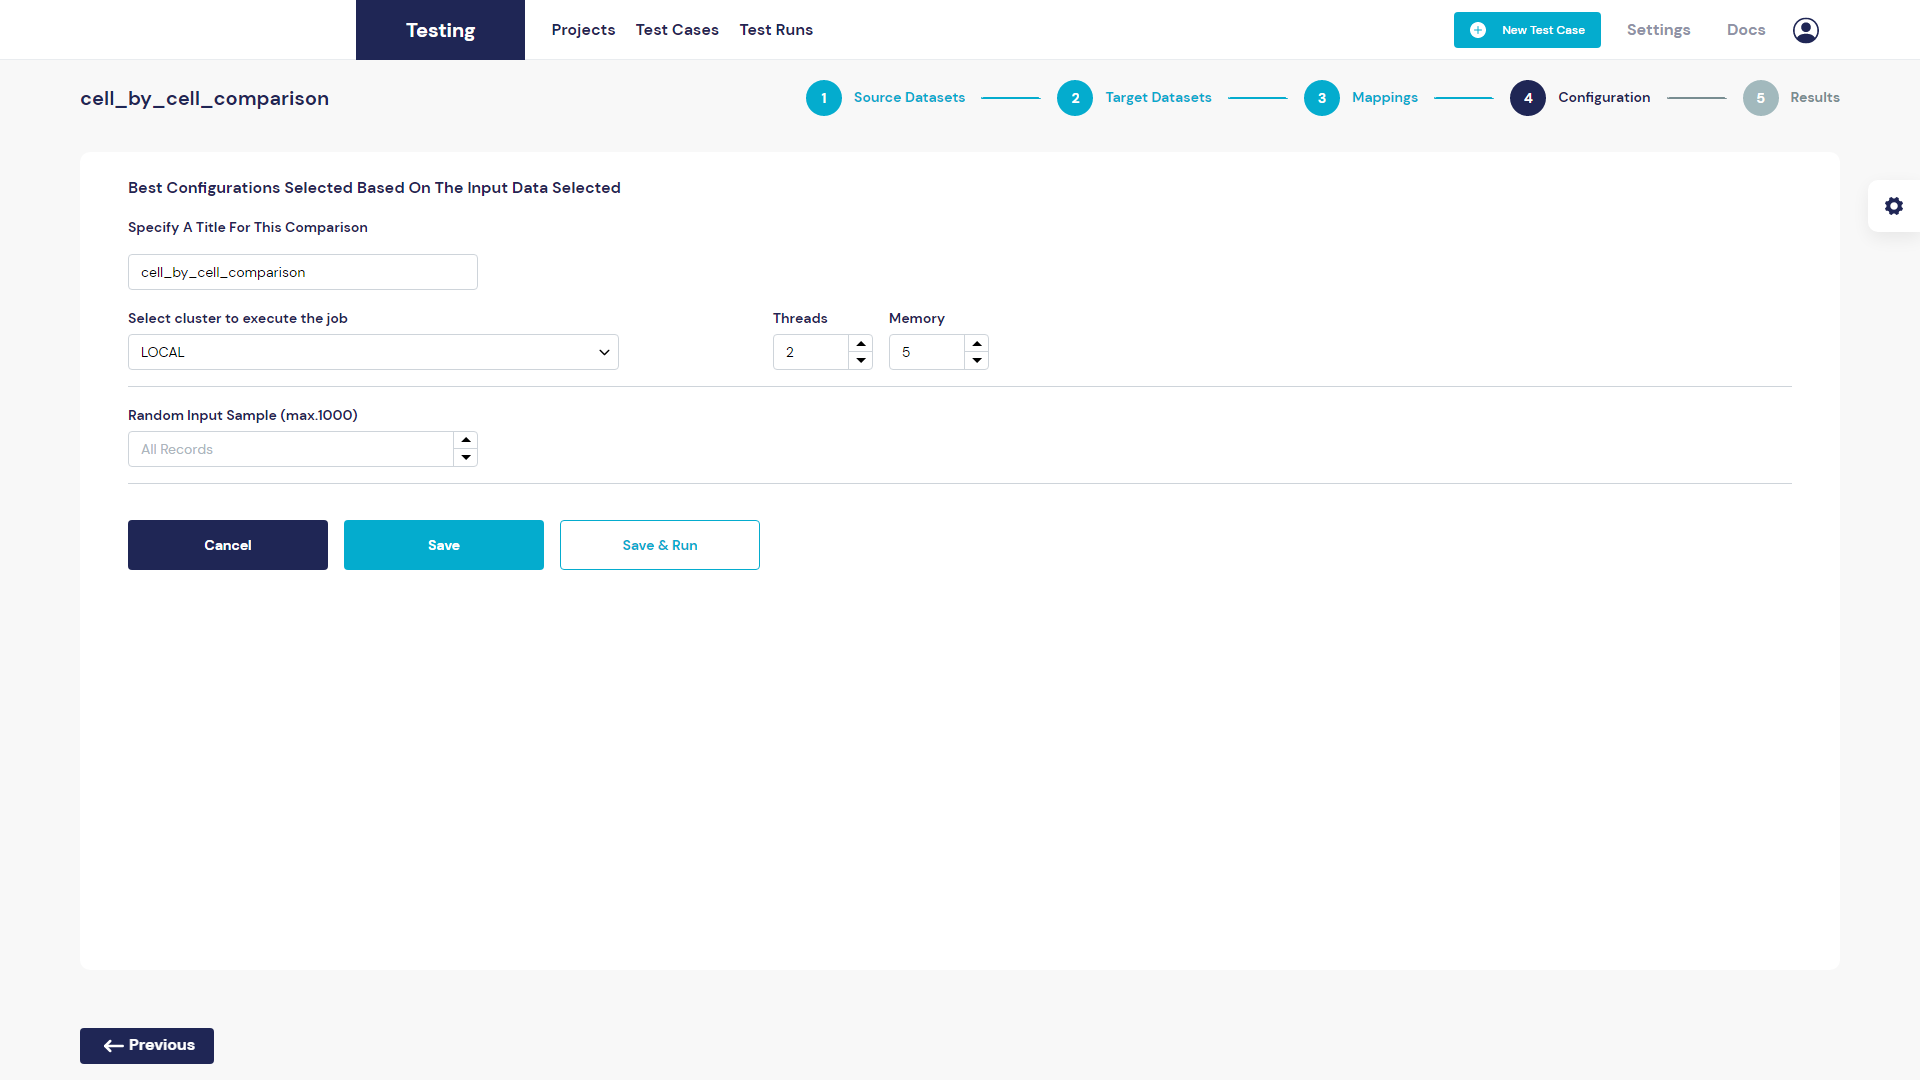 Testing
Projects
Test Cases
Test Runs
New Test Case
Settings
Docs
cell_by_cell_comparison
1 Source Datasets
2 Target Datasets
3 Mappings
4 Configuration
5 Results
Best Configurations Selected Based On The Input Data Selected
Specify A Title For This Comparison
cell_by_cell_comparison
Select cluster to execute the job
Threads
Memory
LOCAL
2
5
Random Input Sample (max.1000)
All Records
Cancel
Save
Save & Run
Previous